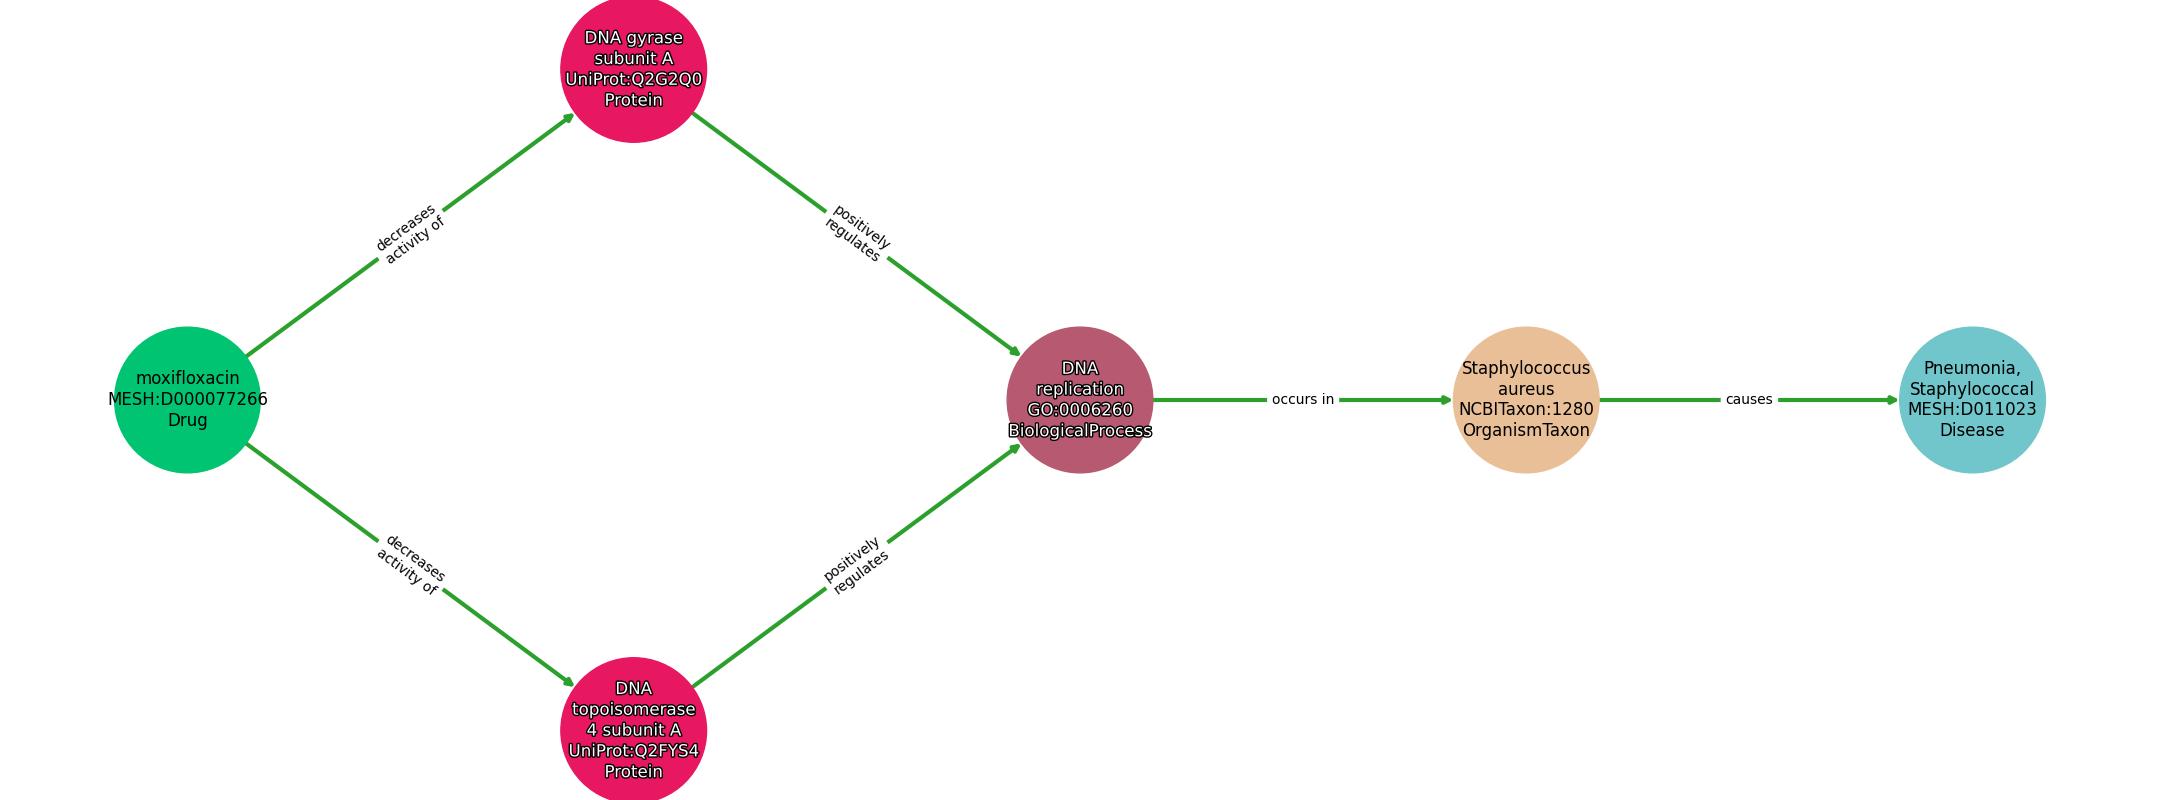 DNA gyrase
subunit A
UniProt:Q2G2Q0
Protein
decreases
activity of
positively
regulates
moxifloxacin
MESH:D000077266
Drug
DNA
replication
GO:0006260
BiologicalProcess
occurs in
Staphylococcus
aureus
NCBITaxon:1280
OrganismTaxon
causes
Pneumonia,
Staphylococcal
MESH:D011023
Disease
decreases
activity of
positively
regulates
DNA
topoisomerase
4 subunit A
UniProt:Q2FYS4
Protein